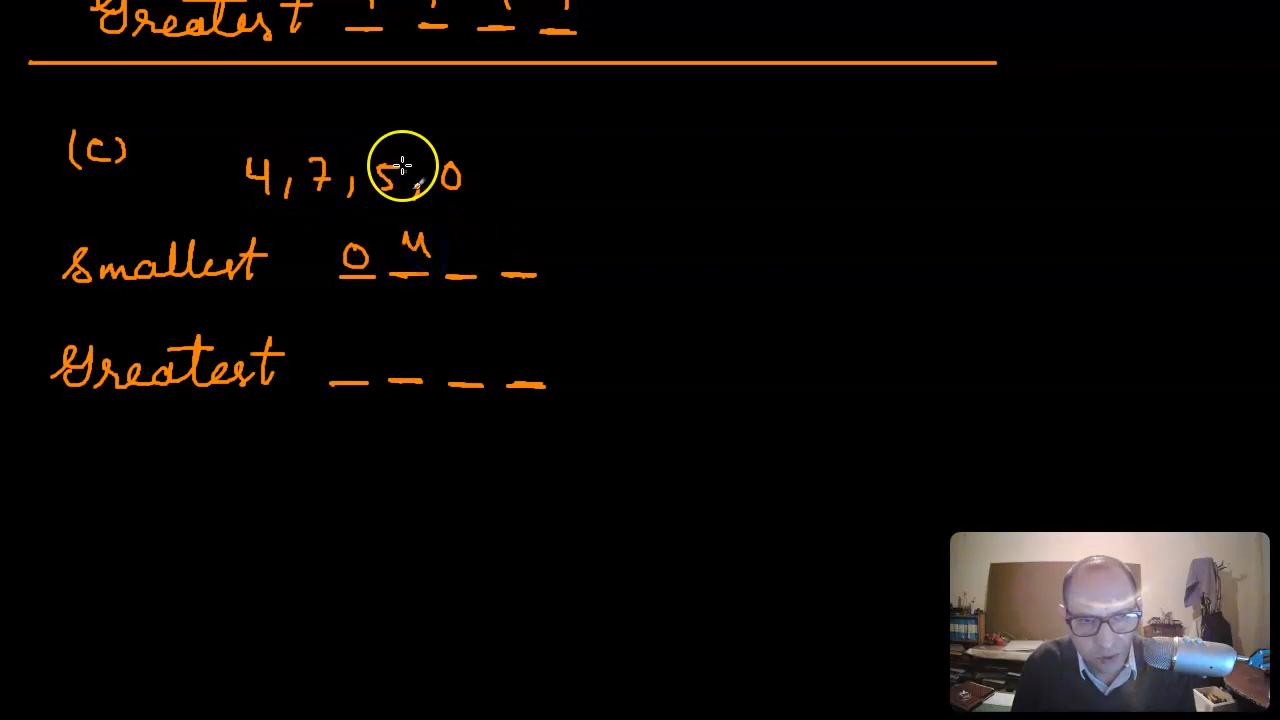 Greatest _ _ _ _
(C)
4, 7, 5, 0
Smallest 0 4 _ _
Greatest _ _ _ _